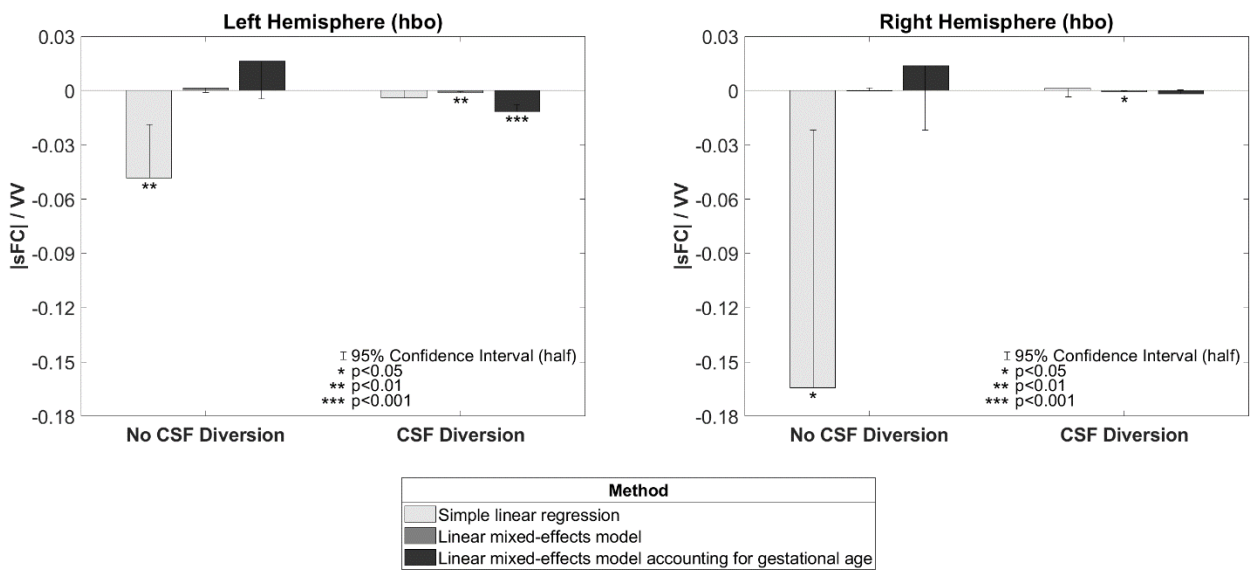 Left Hemisphere (hbo)
0.03
0
-0.03
-0.06
-0.09
-0.12
-0.15
-0.18
|sFC| / VV
**
**
***
95% Confidence Interval (half)
* p<0.05
** p<0.01
*** p<0.001
No CSF Diversion
CSF Diversion
Right Hemisphere (hbo)
0.03
0
-0.03
-0.06
-0.09
-0.12
-0.15
-0.18
|sFC| / VV
*
*
95% Confidence Interval (half)
* p<0.05
** p<0.01
*** p<0.001
No CSF Diversion
CSF Diversion
Method
Simple linear regression
Linear mixed-effects model
Linear mixed-effects model accounting for gestational age